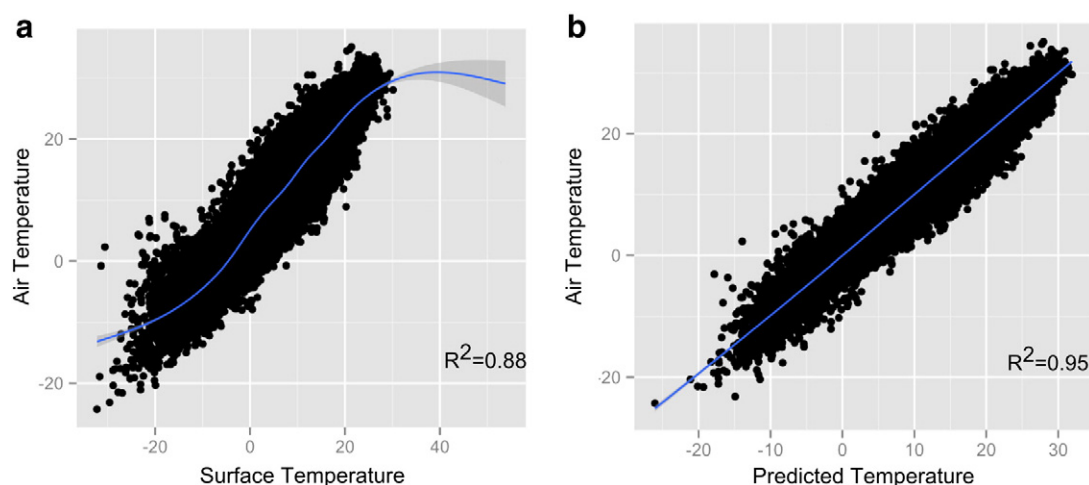 a
Air Temperature
20
0
-20
R²=0.88
-20 0 20 40
Surface Temperature
b
Air Temperature
20
0
-20
R²=0.95
-20 -10 0 10 20 30
Predicted Temperature